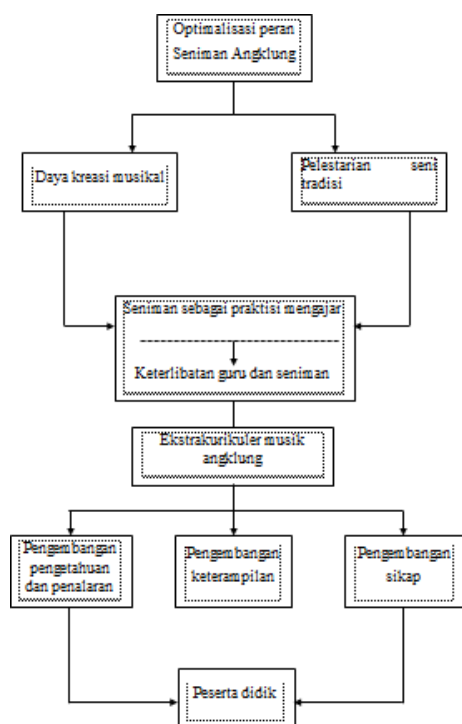 Optimalisasi peran
Seniman Angklung
Daya kreasi musikal
Pelestarian seni
tradisi
Seniman sebagai praktisi mengajar
Keterlibatan guru dan seniman
Ekstrakurikuler musik
angklung
Pengembangan
pengetahuan
dan penalaran
Pengembangan
keterampilan
Pengembangan
sikap
Peserta didik